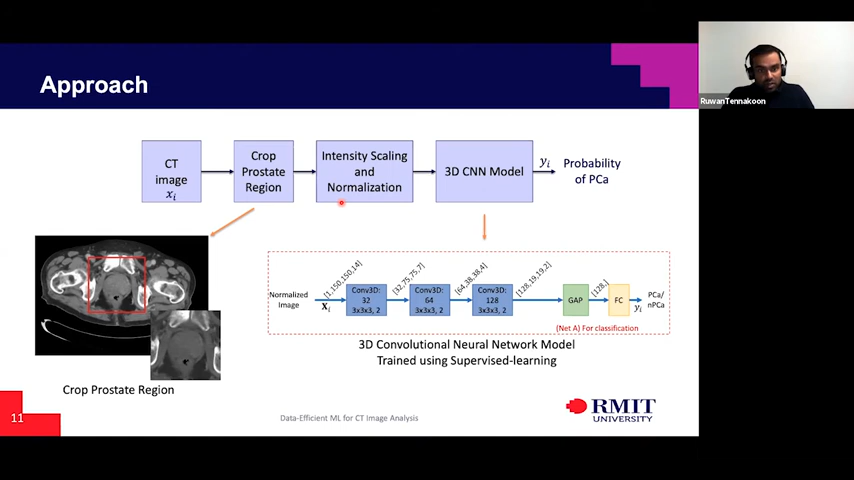 Approach
RuwanTennakoon
CT
image
xᵢ
Crop
Prostate
Region
Intensity Scaling
and
Normalization
3D CNN Model
yᵢ
Probability
of PCa
Normalized
Image
xᵢ
[1,150,150,14]
Conv3D:
32
3x3x3, 2
[32,75,75,7]
Conv3D:
64
3x3x3, 2
[64,38,38,4]
Conv3D:
128
3x3x3, 2
[128,19,19,2]
GAP
[128,]
FC
yᵢ
PCa/
nPCa
(Net A) For classification
3D Convolutional Neural Network Model
Trained using Supervised-learning
Crop Prostate Region
11
Data-Efficient ML for CT Image Analysis
RMIT
UNIVERSITY